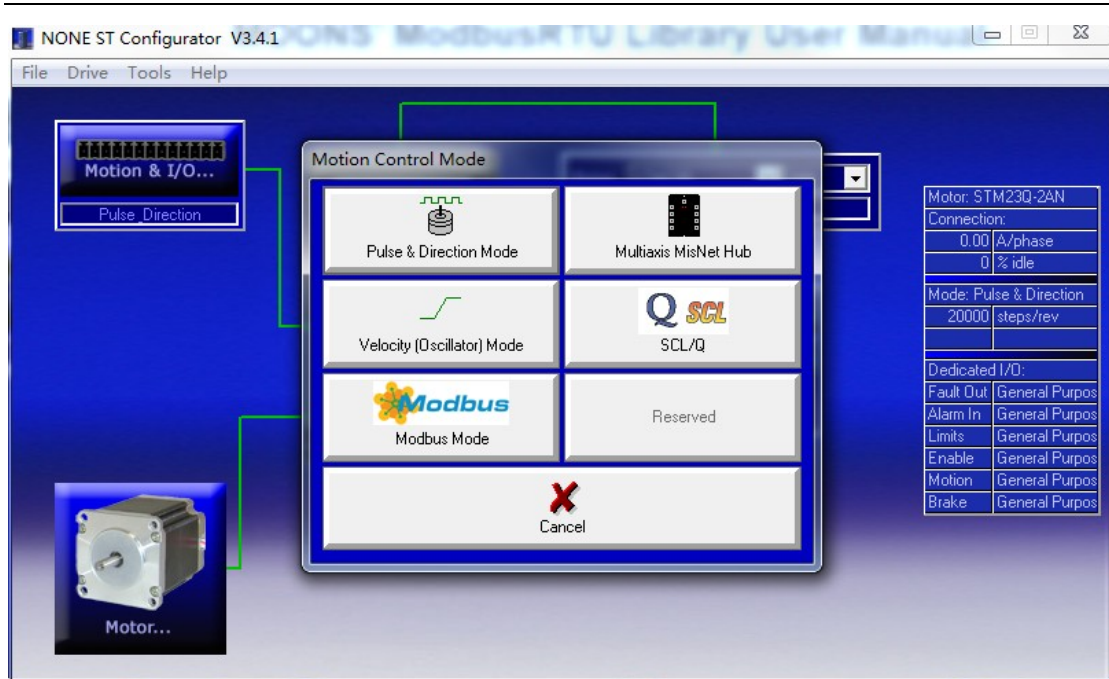 MOONS' ModbusRTU Library User Manual
NONE ST Configurator V3.4.1
File Drive Tools Help
Motion & I/O...
Pulse_Direction
Motion Control Mode
Pulse & Direction Mode
Multiaxis MisNet Hub
Velocity (Oscillator) Mode
Q SCL
SCL/Q
Modbus
Modbus Mode
Reserved
Cancel
Motor...
Motor: STM23Q-2AN
Connection:
0.00 A/phase
0 % idle
Mode: Pulse & Direction
20000 steps/rev
Dedicated I/O:
Fault Out General Purpos
Alarm In General Purpos
Limits General Purpos
Enable General Purpos
Motion General Purpos
Brake General Purpos